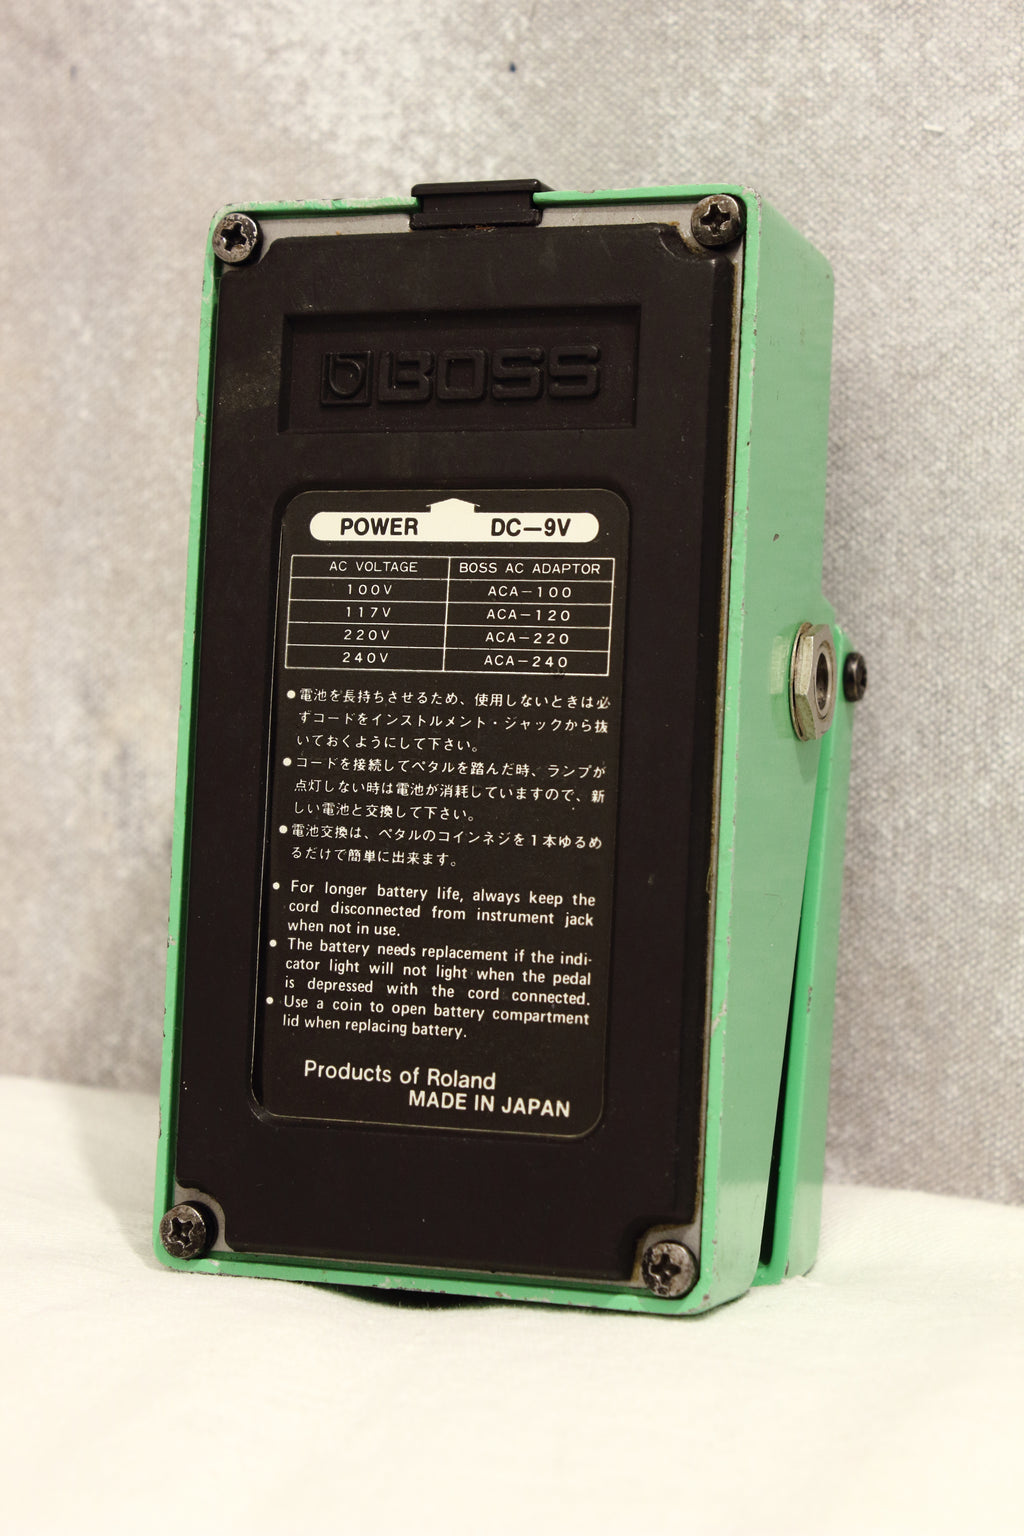 BOSS
POWER DC—9V
AC VOLTAGE BOSS AC ADAPTOR
100V ACA—100
117V ACA—120
220V ACA—220
240V ACA—240
●電池を長持ちさせるため、使用しないときは必
ずコードをインストルメント・ジャックから抜
いておくようにして下さい。
●コードを接続してペタルを踏んだ時、ランプが
点灯しない時は電池が消耗していますので、新
しい電池と交換して下さい。
●電池交換は、ペタルのコインネジを1本ゆるめ
るだけで簡単に出来ます。
● For longer battery life, always keep the
cord disconnected from instrument jack
when not in use.
● The battery needs replacement if the indi-
cator light will not light when the pedal
is depressed with the cord connected.
● Use a coin to open battery compartment
lid when replacing battery.
Products of Roland
MADE IN JAPAN